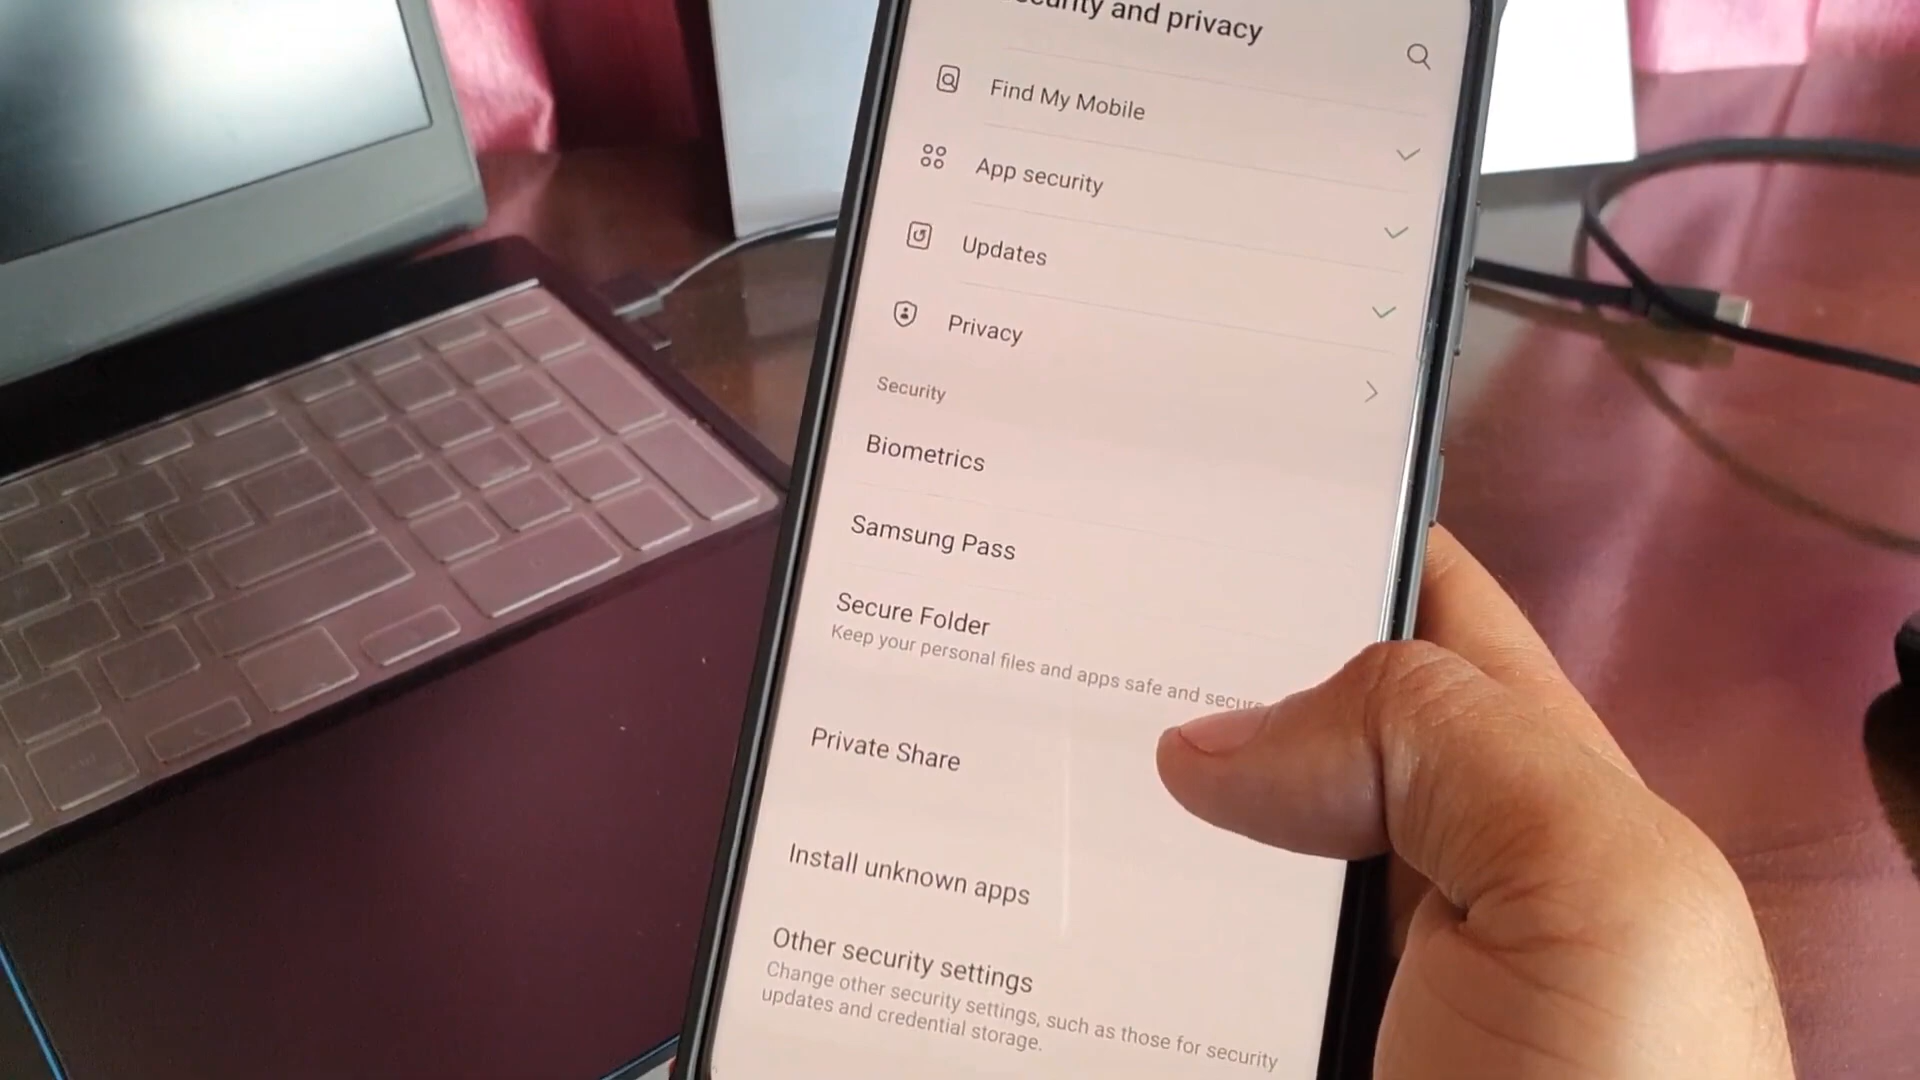 and privacy
Find My Mobile
App security
Updates
Privacy
Security
Biometrics
Samsung Pass
Secure Folder
Keep your personal files and apps safe and secure
Private Share
Install unknown apps
Other security settings
Change other security settings, such as those for security
updates and credential storage.